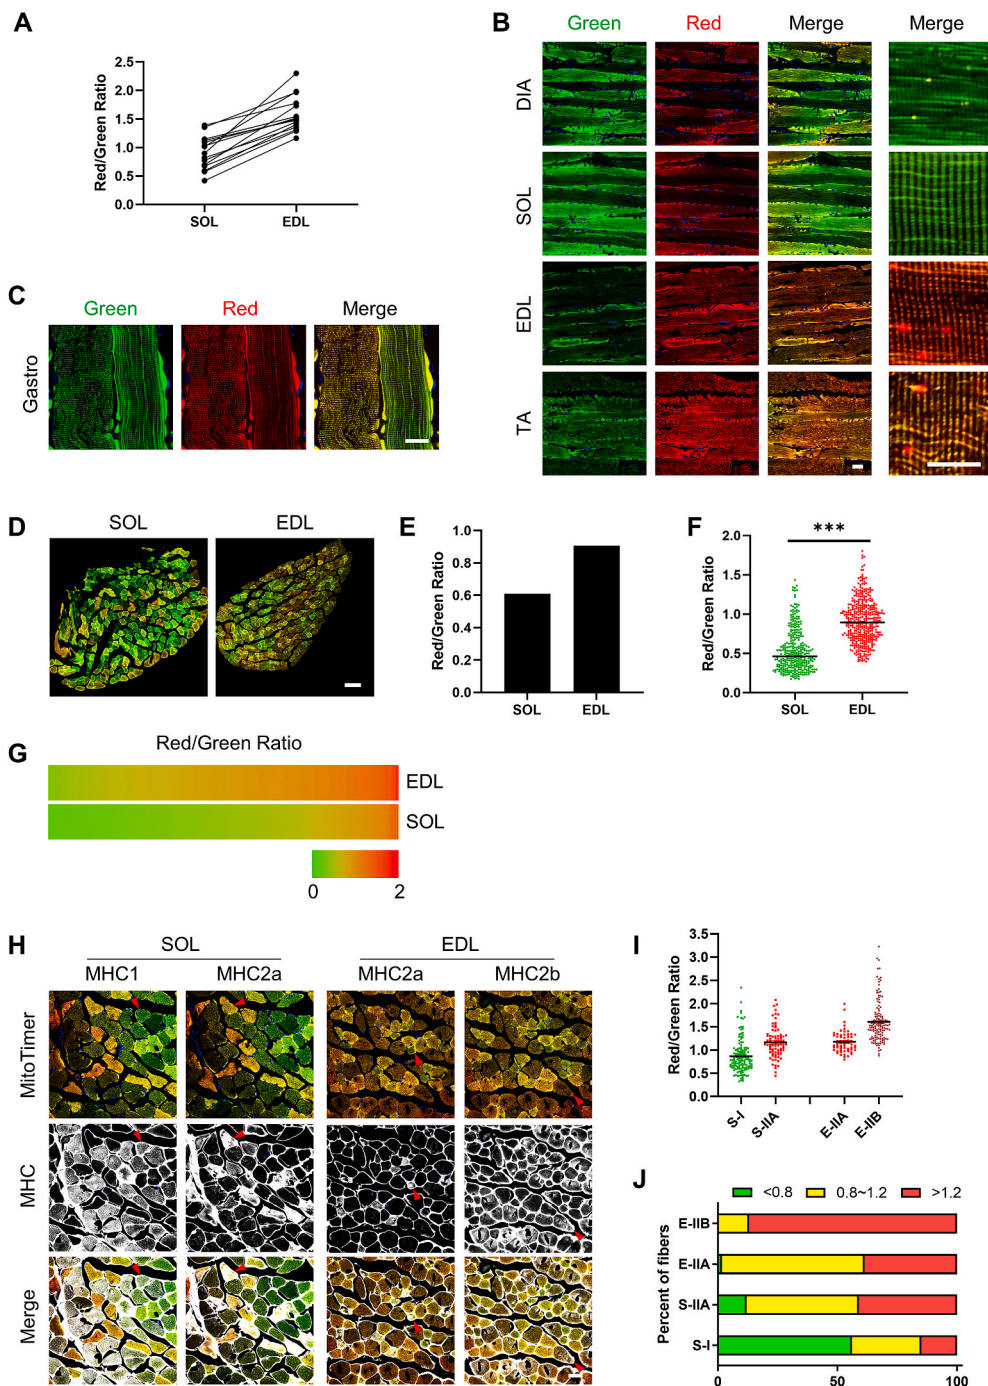 A
Red/Green Ratio
2.5
2.0
1.5
1.0
0.5
0.0
SOL EDL
B
Green Red Merge Merge
DIA
SOL
EDL
TA
C
Green Red Merge
Gastro
D
SOL EDL
E
Red/Green Ratio
1.0
0.8
0.6
0.4
0.2
0.0
SOL EDL
F
***
Red/Green Ratio
2.0
1.5
1.0
0.5
0.0
SOL EDL
G
Red/Green Ratio
EDL
SOL
0 2
H
SOL EDL
MHC1 MHC2a MHC2a MHC2b
MitoTimer
MHC
Merge
I
Red/Green Ratio
3.5
3.0
2.5
2.0
1.5
1.0
0.5
0.0
S-I S-IIA E-IIA E-IIB
J
<0.8 0.8~1.2 >1.2
Percent of fibers
E-IIB
E-IIA
S-IIA
S-I
0 50 100